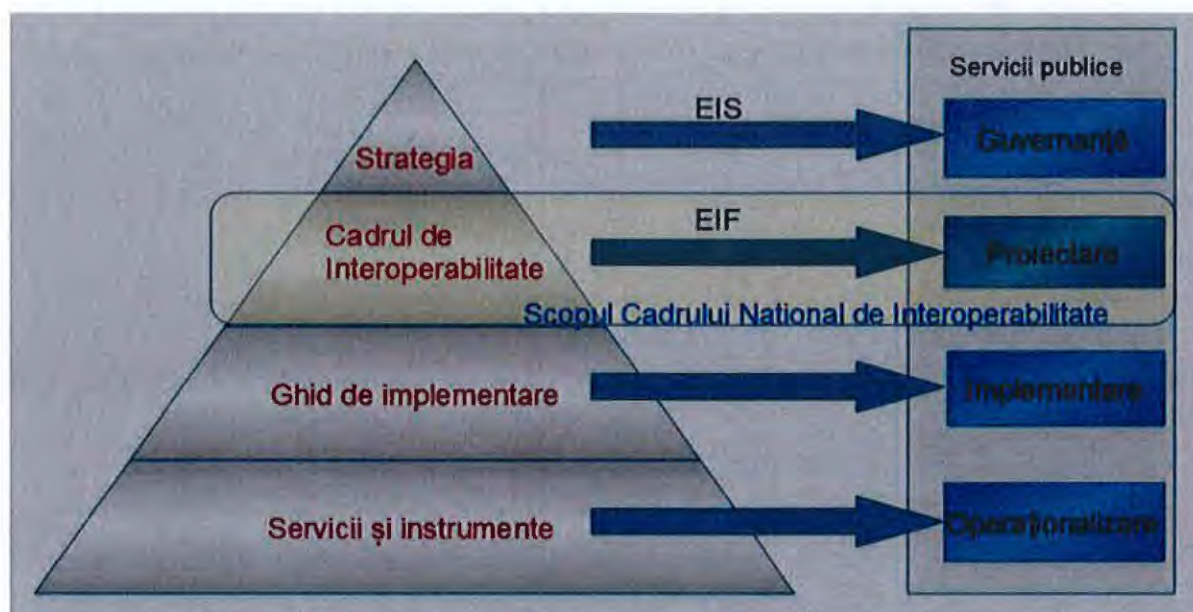 Servicii publice
EIS
Guvernanță
Strategia
EIF
Cadrul de
Interoperabilitate
Proiectare
Scopul Cadrului National de Interoperabilitate
Ghid de implementare
Implementare
Servicii și instrumente
Operaționalizare